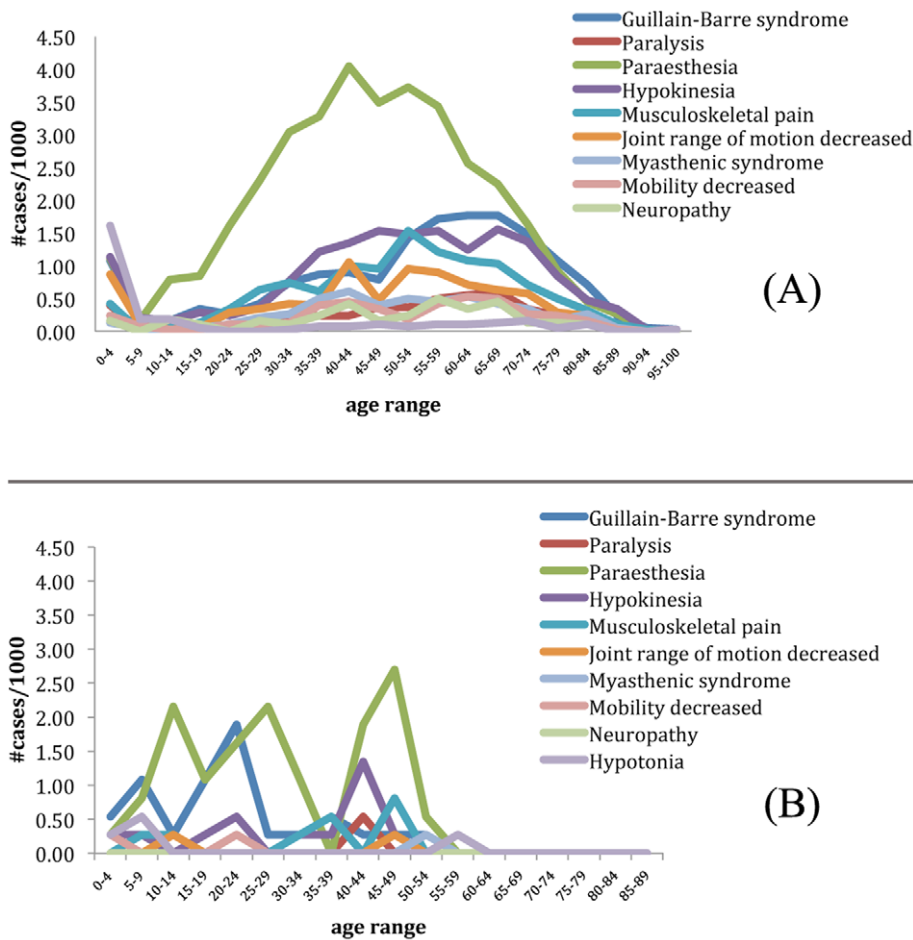 Guillain-Barre syndrome
Paralysis
Paraesthesia
Hypokinesia
Musculoskeletal pain
Joint range of motion decreased
Myasthenic syndrome
Mobility decreased
Neuropathy
4.50
4.00
3.50
3.00
2.50
2.00
1.50
1.00
0.50
0.00
#cases/1000
0-4 5-9 10-14 15-19 20-24 25-29 30-34 35-39 40-44 45-49 50-54 55-59 60-64 65-69 70-74 75-79 80-84 85-89 90-94 95-100
age range
(A)
Guillain-Barre syndrome
Paralysis
Paraesthesia
Hypokinesia
Musculoskeletal pain
Joint range of motion decreased
Myasthenic syndrome
Mobility decreased
Neuropathy
Hypotonia
4.50
4.00
3.50
3.00
2.50
2.00
1.50
1.00
0.50
0.00
#cases/1000
0-4 5-9 10-14 15-19 20-24 25-29 30-34 35-39 40-44 45-49 50-54 55-59 60-64 65-69 70-74 75-79 80-84 85-89
age range
(B)